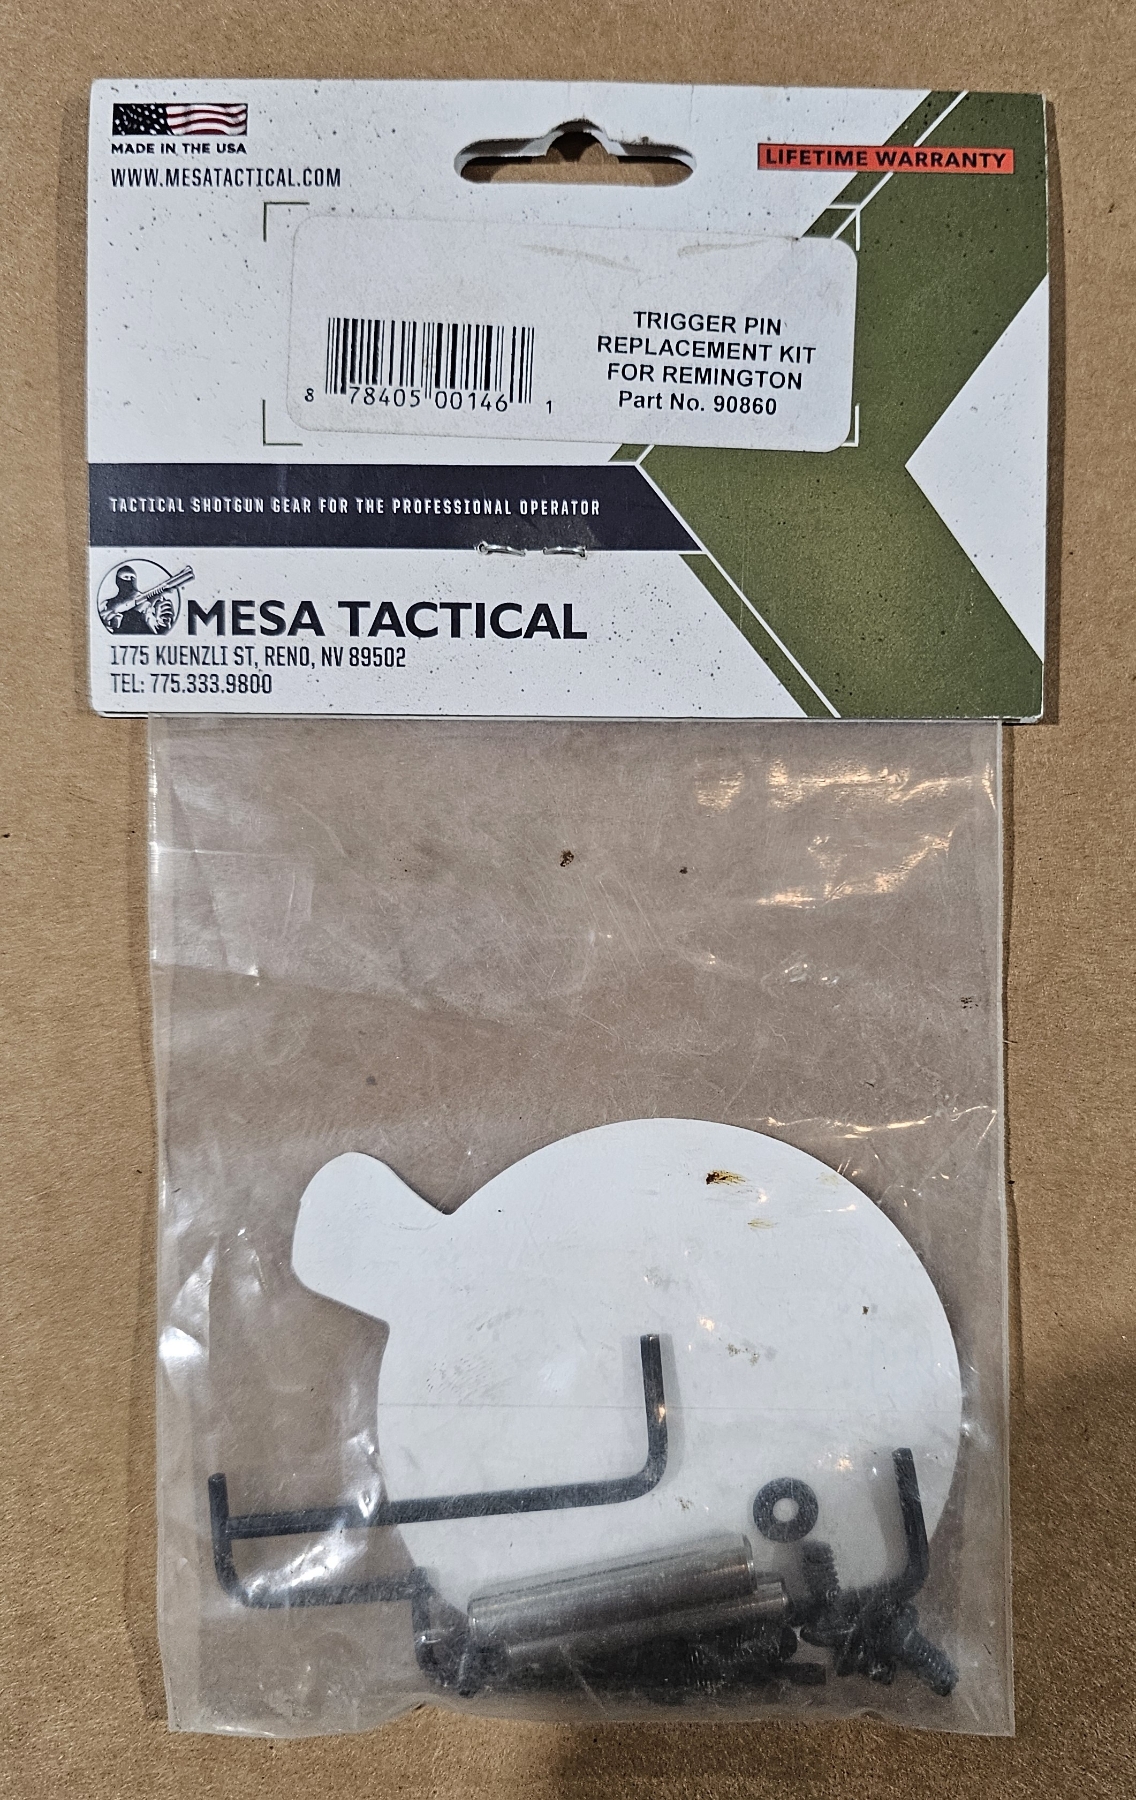 MADE IN THE USA
WWW.MESATACTICAL.COM
LIFETIME WARRANTY
TRIGGER PIN
REPLACEMENT KIT
FOR REMINGTON
Part No. 90860
8 78405 00146 1
TACTICAL SHOTGUN GEAR FOR THE PROFESSIONAL OPERATOR
MESA TACTICAL
1775 KUENZLI ST, RENO, NV 89502
TEL: 775.333.9800